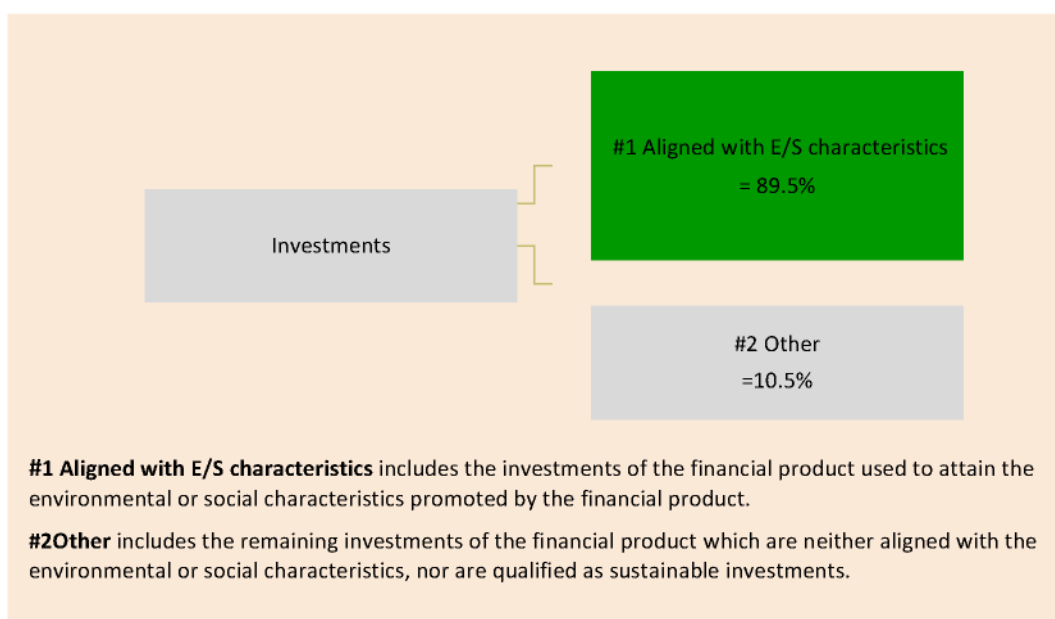 #1 Aligned with E/S characteristics
= 89.5%
Investments
#2 Other
=10.5%
#1 Aligned with E/S characteristics includes the investments of the financial product used to attain the
environmental or social characteristics promoted by the financial product.
#2Other includes the remaining investments of the financial product which are neither aligned with the
environmental or social characteristics, nor are qualified as sustainable investments.